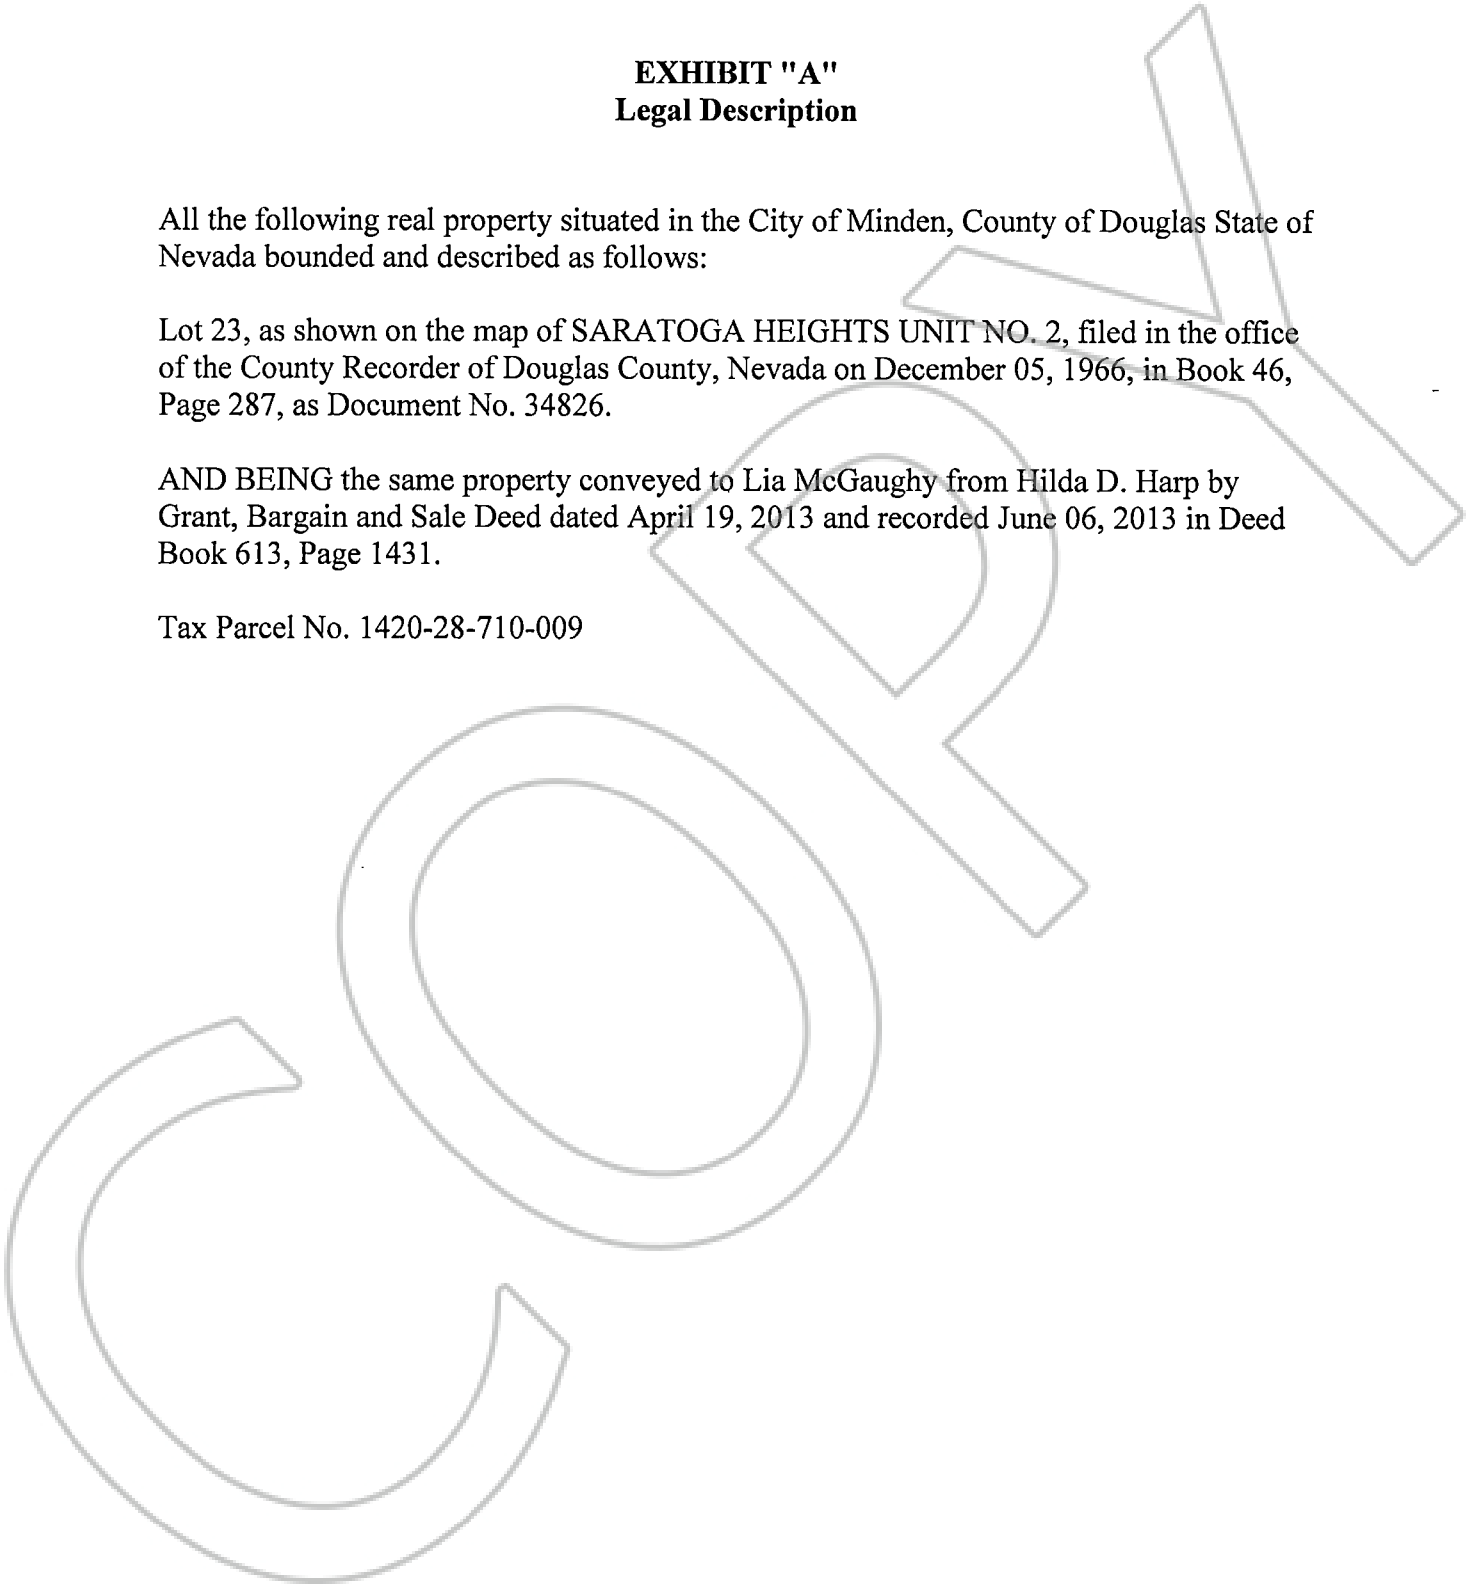 EXHIBIT "A"
Legal Description
All the following real property situated in the City of Minden, County of Douglas State of
Nevada bounded and described as follows:
Lot 23, as shown on the map of SARATOGA HEIGHTS UNIT NO. 2, filed in the office
of the County Recorder of Douglas County, Nevada on December 05, 1966, in Book 46,
Page 287, as Document No. 34826.
AND BEING the same property conveyed to Lia McGaughy from Hilda D. Harp by
Grant, Bargain and Sale Deed dated April 19, 2013 and recorded June 06, 2013 in Deed
Book 613, Page 1431.
Tax Parcel No. 1420-28-710-009
COPY